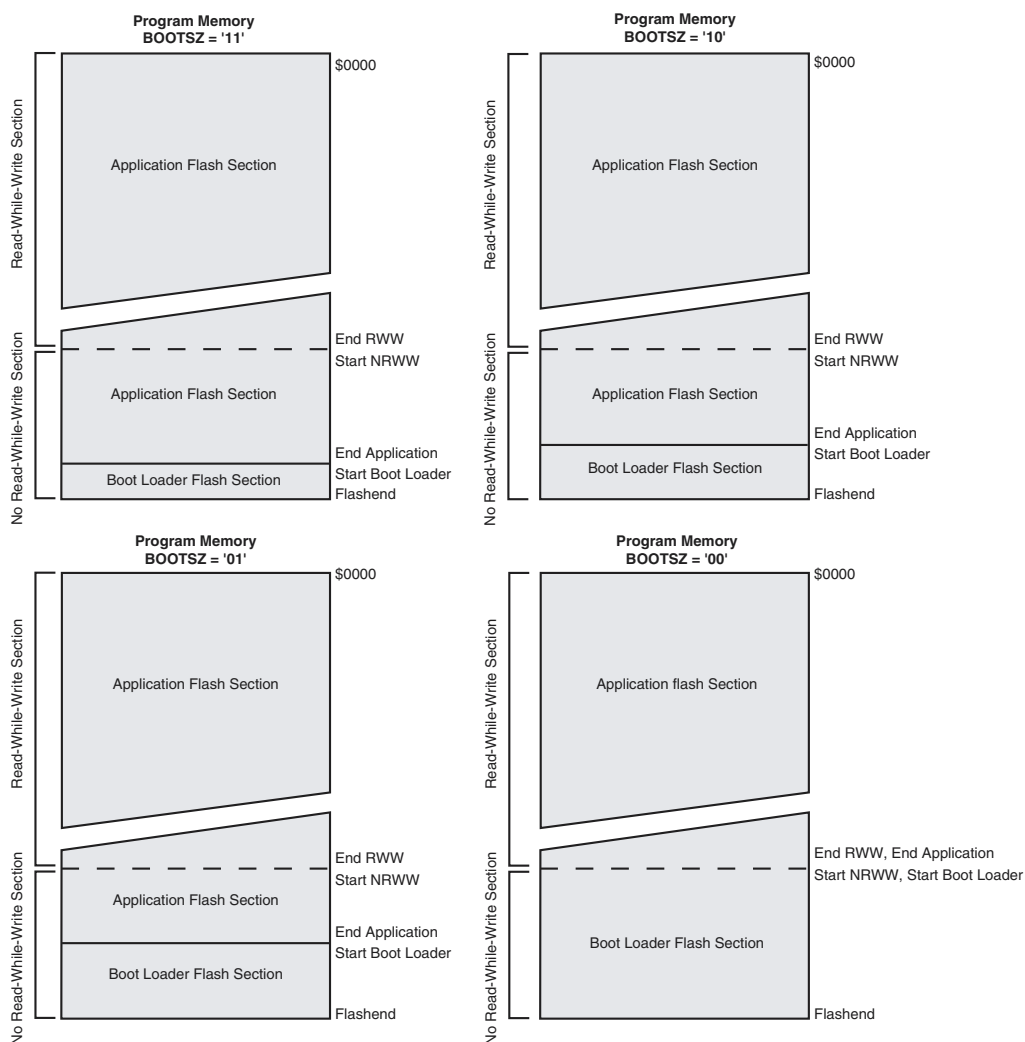 Program Memory
BOOTSZ = '11'
$0000
Read-While-Write Section
Application Flash Section
End RWW
Start NRWW
No Read-While-Write Section
Application Flash Section
End Application
Start Boot Loader
Boot Loader Flash Section
Flashend
Program Memory
BOOTSZ = '10'
$0000
Read-While-Write Section
Application Flash Section
End RWW
Start NRWW
No Read-While-Write Section
Application Flash Section
End Application
Start Boot Loader
Boot Loader Flash Section
Flashend
Program Memory
BOOTSZ = '01'
$0000
Read-While-Write Section
Application Flash Section
End RWW
Start NRWW
No Read-While-Write Section
Application Flash Section
End Application
Start Boot Loader
Boot Loader Flash Section
Flashend
Program Memory
BOOTSZ = '00'
$0000
Read-While-Write Section
Application flash Section
End RWW, End Application
Start NRWW, Start Boot Loader
No Read-While-Write Section
Boot Loader Flash Section
Flashend